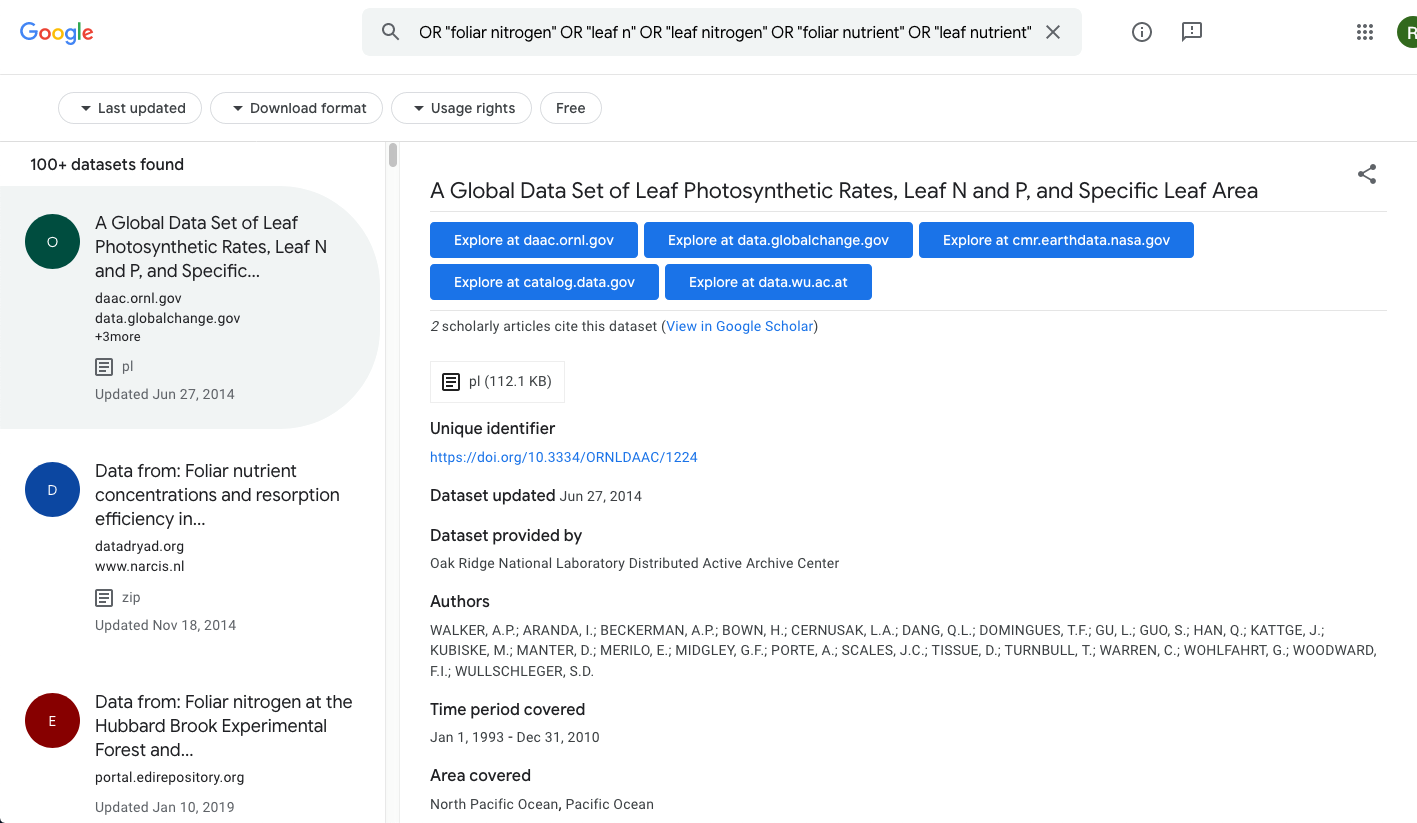 Google
OR "foliar nitrogen" OR "leaf n" OR "leaf nitrogen" OR "foliar nutrient" OR "leaf nutrient"
R
Last updated
Download format
Usage rights
Free
100+ datasets found
O
A Global Data Set of Leaf
Photosynthetic Rates, Leaf N
and P, and Specific...
daac.ornl.gov
data.globalchange.gov
+3more
pl
Updated Jun 27, 2014
D
Data from: Foliar nutrient
concentrations and resorption
efficiency in...
datadryad.org
www.narcis.nl
zip
Updated Nov 18, 2014
E
Data from: Foliar nitrogen at the
Hubbard Brook Experimental
Forest and...
portal.edirepository.org
Updated Jan 10, 2019
A Global Data Set of Leaf Photosynthetic Rates, Leaf N and P, and Specific Leaf Area
Explore at daac.ornl.gov
Explore at data.globalchange.gov
Explore at cmr.earthdata.nasa.gov
Explore at catalog.data.gov
Explore at data.wu.ac.at
2 scholarly articles cite this dataset (View in Google Scholar)
pl (112.1 KB)
Unique identifier
https://doi.org/10.3334/ORNLDAAC/1224
Dataset updated Jun 27, 2014
Dataset provided by
Oak Ridge National Laboratory Distributed Active Archive Center
Authors
WALKER, A.P.; ARANDA, I.; BECKERMAN, A.P.; BOWN, H.; CERNUSAK, L.A.; DANG, Q.L.; DOMINGUES, T.F.; GU, L.; GUO, S.; HAN, Q.; KATTGE, J.;
KUBISKE, M.; MANTER, D.; MERILO, E.; MIDGLEY, G.F.; PORTE, A.; SCALES, J.C.; TISSUE, D.; TURNBULL, T.; WARREN, C.; WOHLFAHRT, G.; WOODWARD,
F.I.; WULLSCHLEGER, S.D.
Time period covered
Jan 1, 1993 - Dec 31, 2010
Area covered
North Pacific Ocean, Pacific Ocean